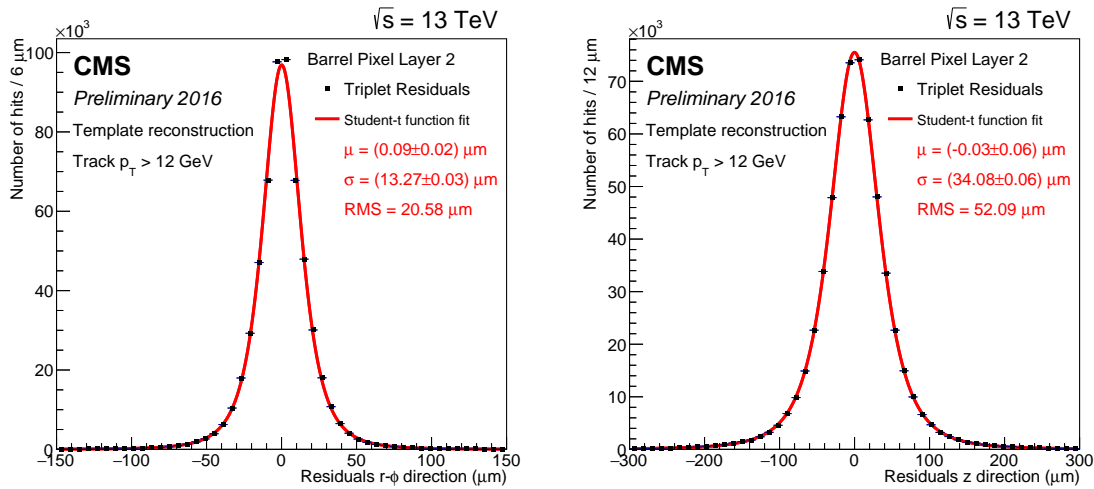 √s = 13 TeV
×10³
CMS
Preliminary 2016
Template reconstruction
Track p_T > 12 GeV
Barrel Pixel Layer 2
Triplet Residuals
Student-t function fit
μ = (0.09±0.02) μm
σ = (13.27±0.03) μm
RMS = 20.58 μm
Number of hits / 6 μm
100
80
60
40
20
0
−150 −100 −50 0 50 100 150
Residuals r-ϕ direction (μm)
√s = 13 TeV
×10³
CMS
Preliminary 2016
Template reconstruction
Track p_T > 12 GeV
Barrel Pixel Layer 2
Triplet Residuals
Student-t function fit
μ = (-0.03±0.06) μm
σ = (34.08±0.06) μm
RMS = 52.09 μm
Number of hits / 12 μm
70
60
50
40
30
20
10
0
−300 −200 −100 0 100 200 300
Residuals z direction (μm)